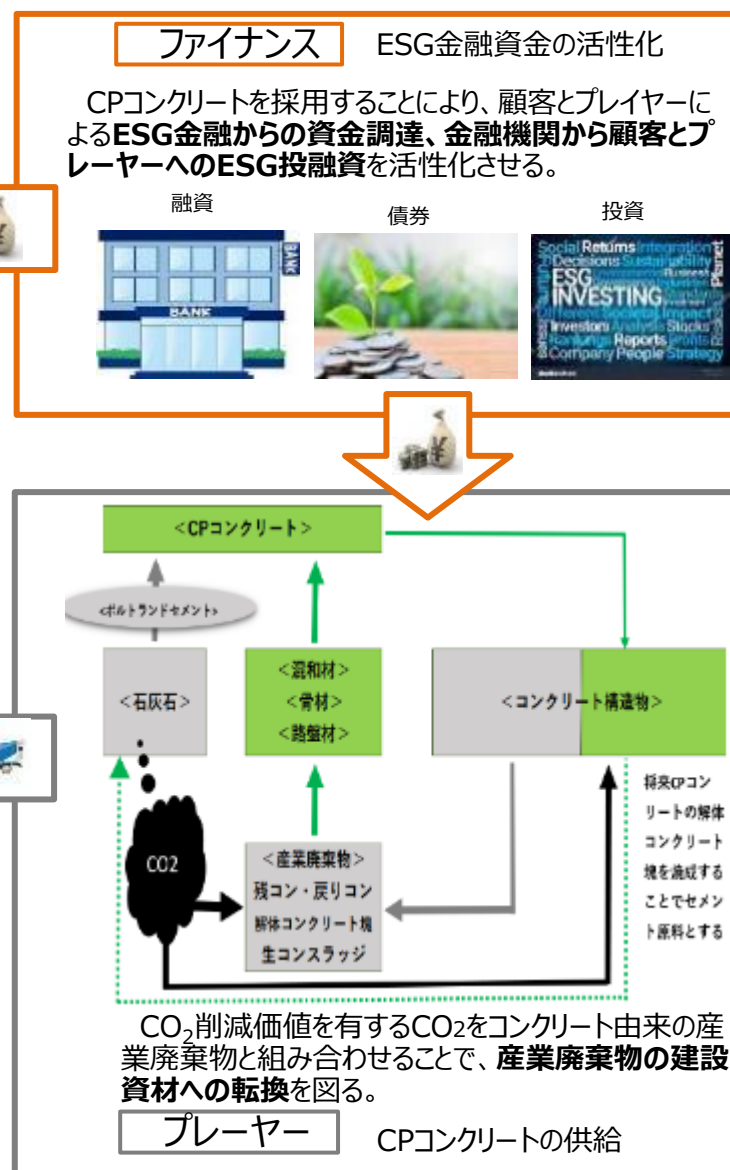 ファイナンス ESG金融資金の活性化
CPコンクリートを採用することにより、顧客とプレイヤーに
よるESG金融からの資金調達、金融機関から顧客とプ
レーヤーへのESG投融資を活性化させる。
融資 債券 投資
BANK
BANK
Social Returns Integration
Decisions Sustainability
ESG Business
INVESTING
Planet
Different Societal Impact
Investors Analysis Stocks
Rankings Reports Profits
Company People Strategy
<CPコンクリート>
<ポルトランドセメント>
<石灰石>
<混和材>
<骨材>
<路盤材>
<コンクリート構造物>
CO2
<産業廃棄物>
残コン・戻りコン
解体コンクリート塊
生コンスラッジ
将来CPコン
リートの解体
コンクリート
塊を焼成する
ことでセメン
ト原料とする
CO2削減価値を有するCO2をコンクリート由来の産
業廃棄物と組み合わせることで、産業廃棄物の建設
資材への転換を図る。
プレーヤー CPコンクリートの供給